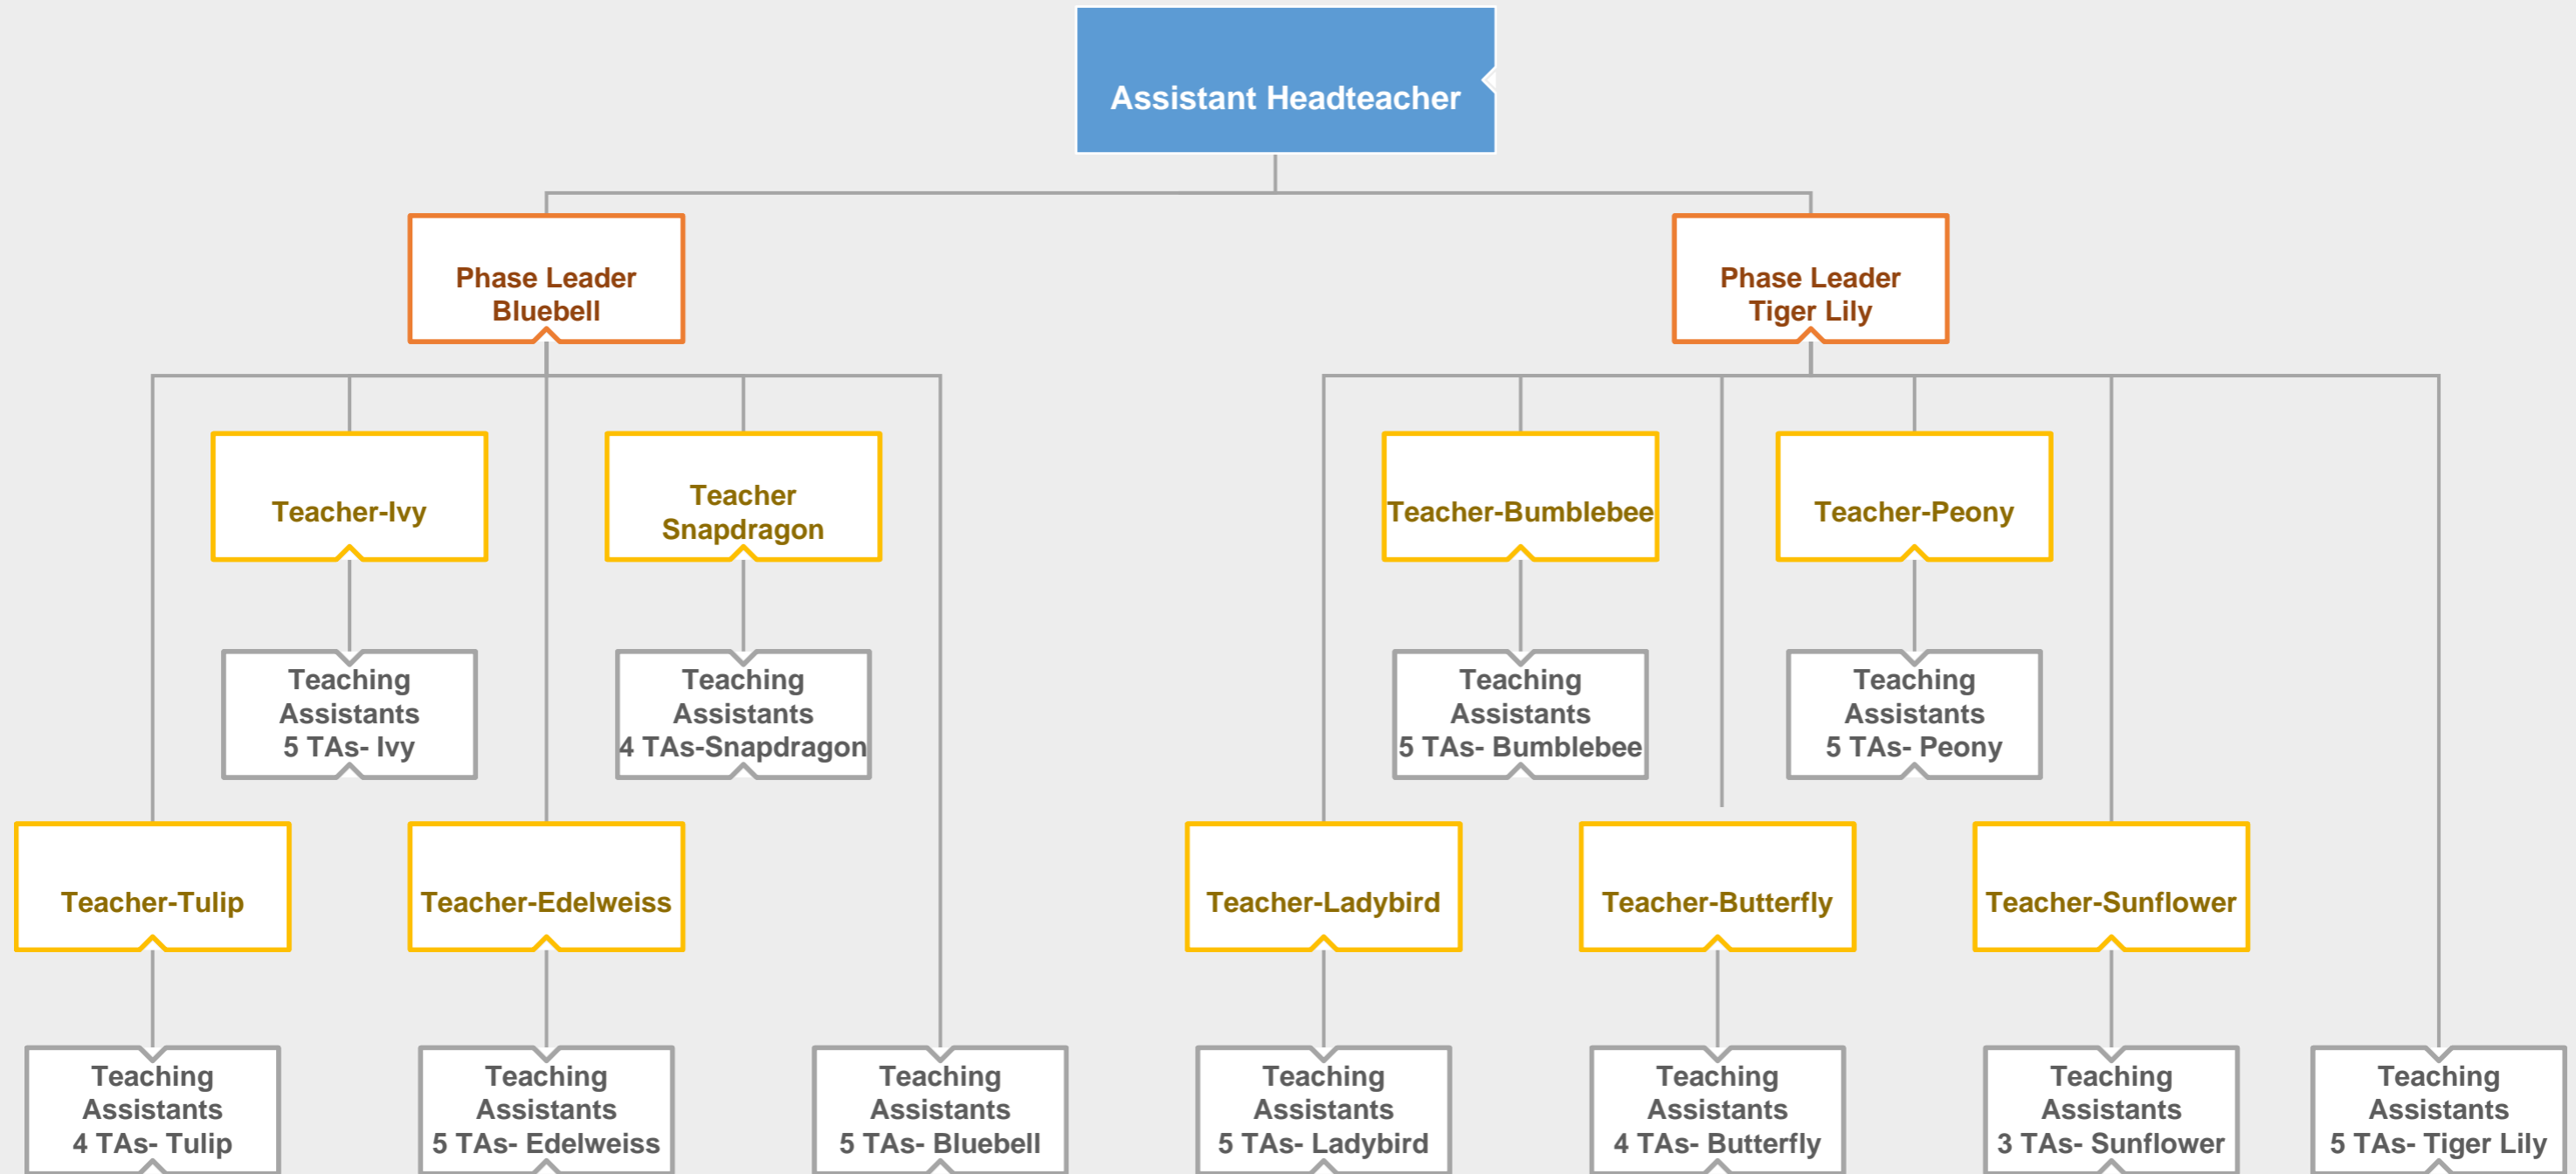 Assistant Headteacher
Phase Leader
Bluebell
Phase Leader
Tiger Lily
Teacher-Ivy
Teacher
Snapdragon
Teacher-Bumblebee
Teacher-Peony
Teaching
Assistants
5 TAs- Ivy
Teaching
Assistants
4 TAs-Snapdragon
Teaching
Assistants
5 TAs- Bumblebee
Teaching
Assistants
5 TAs- Peony
Teacher-Tulip
Teacher-Edelweiss
Teacher-Ladybird
Teacher-Butterfly
Teacher-Sunflower
Teaching
Assistants
4 TAs- Tulip
Teaching
Assistants
5 TAs- Edelweiss
Teaching
Assistants
5 TAs- Bluebell
Teaching
Assistants
5 TAs- Ladybird
Teaching
Assistants
4 TAs- Butterfly
Teaching
Assistants
3 TAs- Sunflower
Teaching
Assistants
5 TAs- Tiger Lily